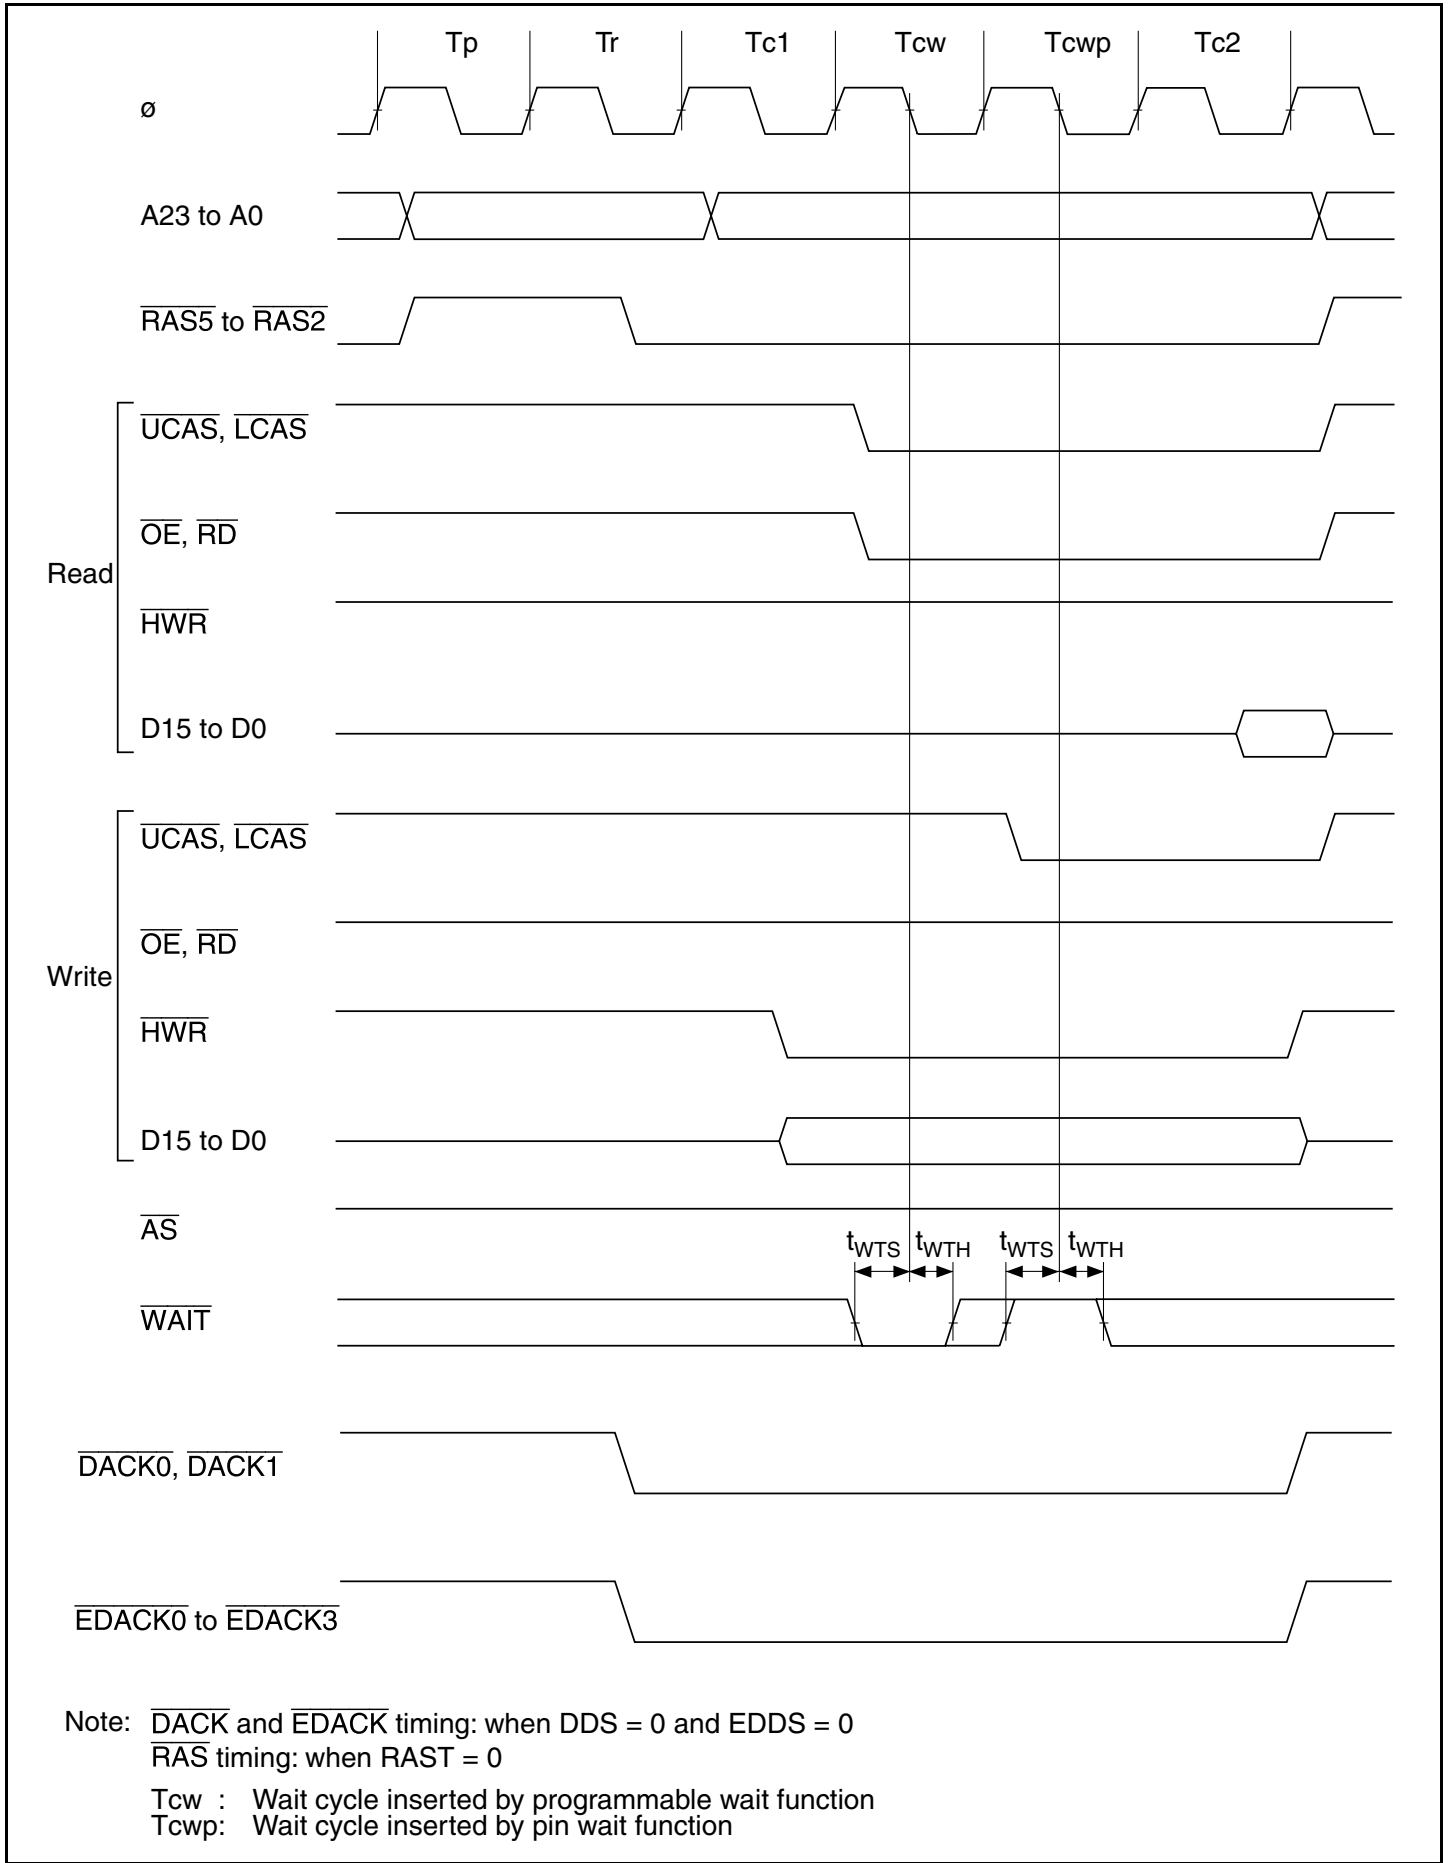 Tp Tr Tc1 Tcw Tcwp Tc2
ø
A23 to A0
RAS5 to RAS2
UCAS, LCAS
OE, RD
Read
HWR
D15 to D0
UCAS, LCAS
OE, RD
Write
HWR
D15 to D0
AS
tWTS tWTH tWTS tWTH
WAIT
DACK0, DACK1
EDACK0 to EDACK3
Note: DACK and EDACK timing: when DDS = 0 and EDDS = 0
RAS timing: when RAST = 0
Tcw : Wait cycle inserted by programmable wait function
Tcwp: Wait cycle inserted by pin wait function